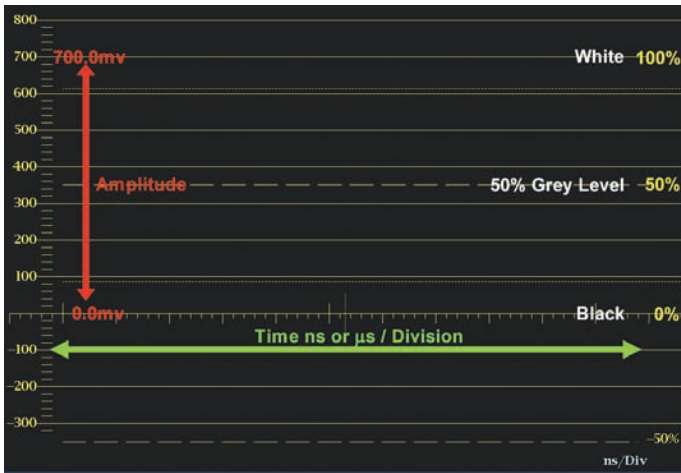 800
700 700.0mv White 100%
600
500
400
Amplitude 50% Grey Level 50%
300
200
100
0.0mv Black 0%
Time ns or µs / Division
-100
-200
-300
-50%
ns/Div